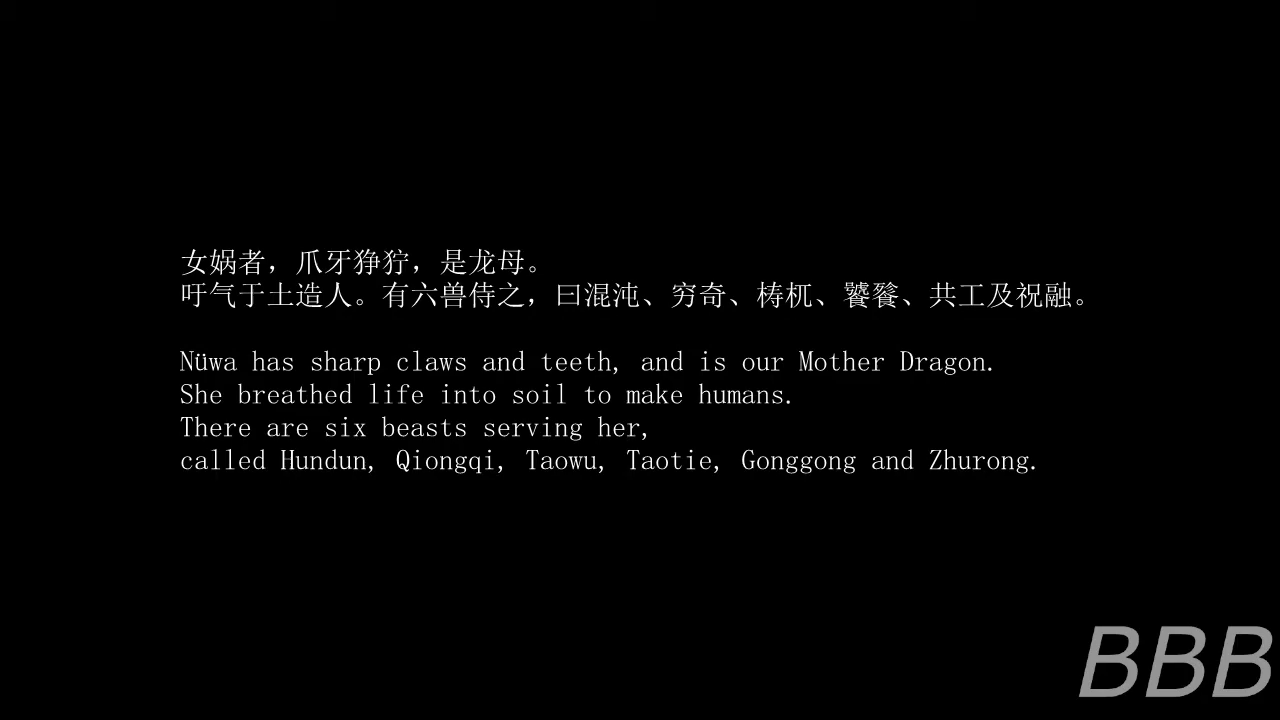 女娲者，爪牙狰狞，是龙母。
吁气于土造人。有六兽侍之，曰混沌、穷奇、梼杌、饕餮、共工及祝融。
Nüwa has sharp claws and teeth, and is our Mother Dragon.
She breathed life into soil to make humans.
There are six beasts serving her,
called Hundun, Qiongqi, Taowu, Taotie, Gonggong and Zhurong.
BBB